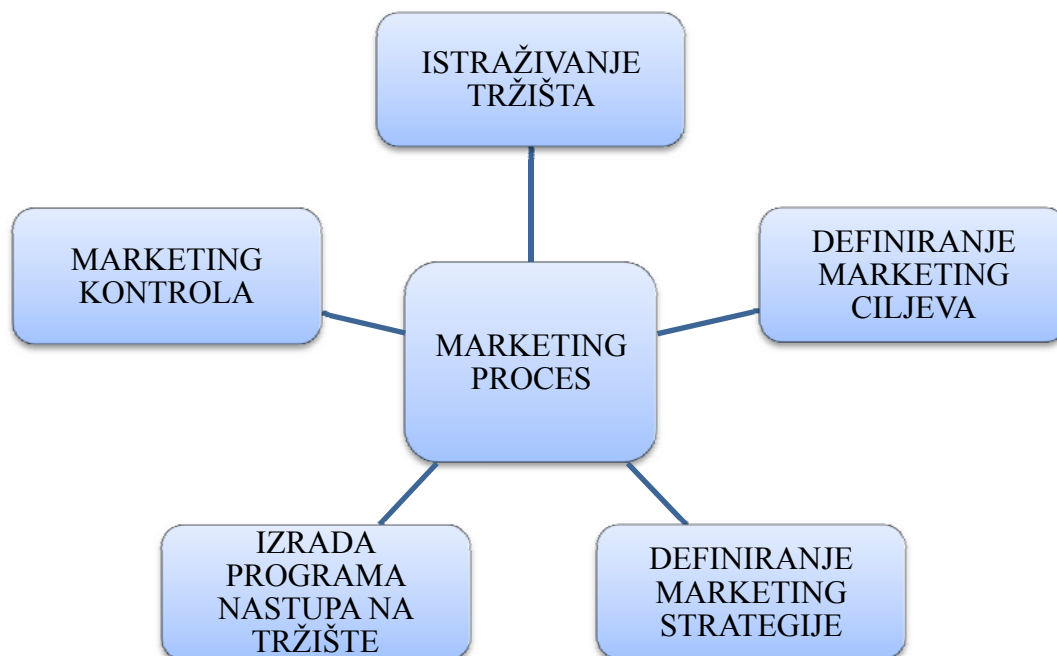 ISTRAŽIVANJE
TRŽIŠTA
DEFINIRANJE
MARKETING
CILJEVA
DEFINIRANJE
MARKETING
STRATEGIJE
IZRADA
PROGRAMA
NASTUPA NA
TRŽIŠTE
MARKETING
KONTROLA
MARKETING
PROCES